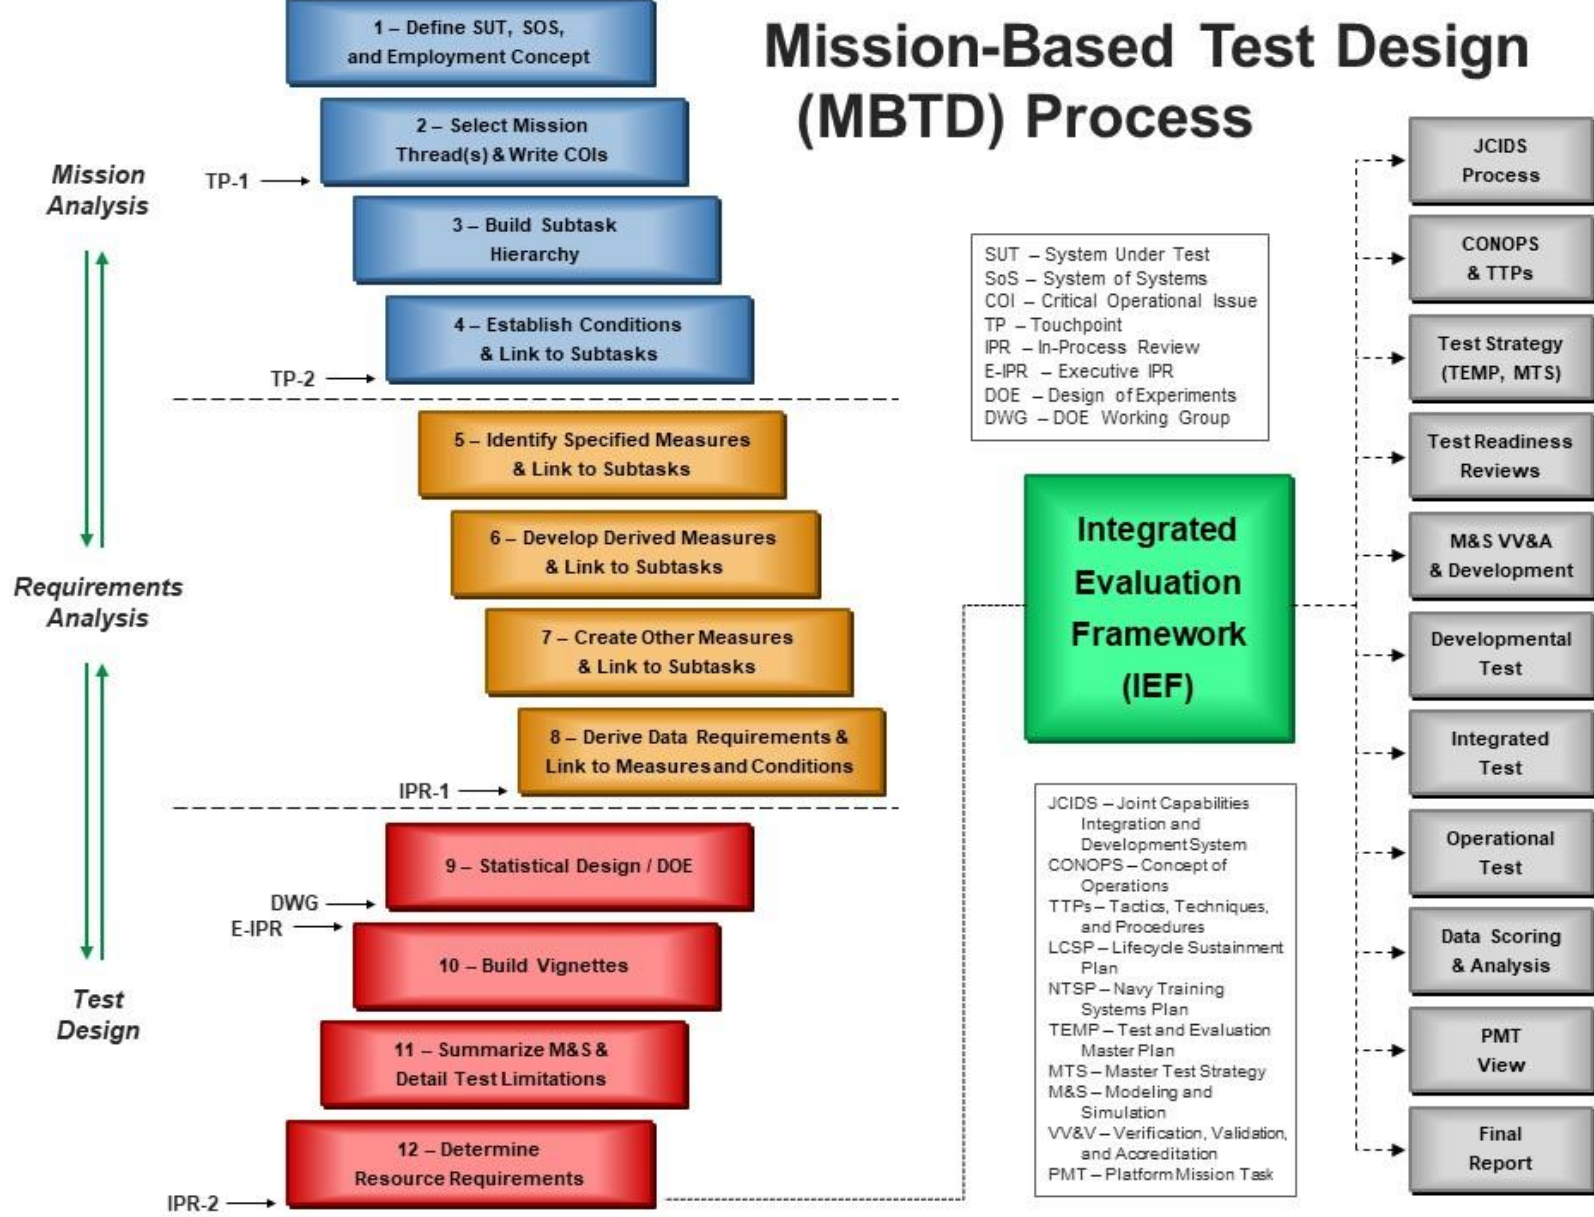 Mission-Based Test Design
(MBTD) Process
1 – Define SUT, SOS,
and Employment Concept
2 – Select Mission
Thread(s) & Write COIs
TP-1
3 – Build Subtask
Hierarchy
4 – Establish Conditions
& Link to Subtasks
TP-2
5 – Identify Specified Measures
& Link to Subtasks
6 – Develop Derived Measures
& Link to Subtasks
7 – Create Other Measures
& Link to Subtasks
8 – Derive Data Requirements &
Link to Measures and Conditions
IPR-1
9 – Statistical Design / DOE
DWG
E-IPR
10 – Build Vignettes
11 – Summarize M&S &
Detail Test Limitations
12 – Determine
Resource Requirements
IPR-2
Mission
Analysis
Requirements
Analysis
Test
Design
SUT – System Under Test
SoS – System of Systems
COI – Critical Operational Issue
TP – Touchpoint
IPR – In-Process Review
E-IPR – Executive IPR
DOE – Design of Experiments
DWG – DOE Working Group
Integrated
Evaluation
Framework
(IEF)
JCIDS – Joint Capabilities
Integration and
Development System
CONOPS – Concept of
Operations
TTPs – Tactics, Techniques,
and Procedures
LCSP – Lifecycle Sustainment
Plan
NTSP – Navy Training
Systems Plan
TEMP – Test and Evaluation
Master Plan
MTS – Master Test Strategy
M&S – Modeling and
Simulation
VV&V – Verification, Validation,
and Accreditation
PMT – Platform Mission Task
JCIDS
Process
CONOPS
& TTPs
Test Strategy
(TEMP, MTS)
Test Readiness
Reviews
M&S VV&A
& Development
Developmental
Test
Integrated
Test
Operational
Test
Data Scoring
& Analysis
PMT
View
Final
Report